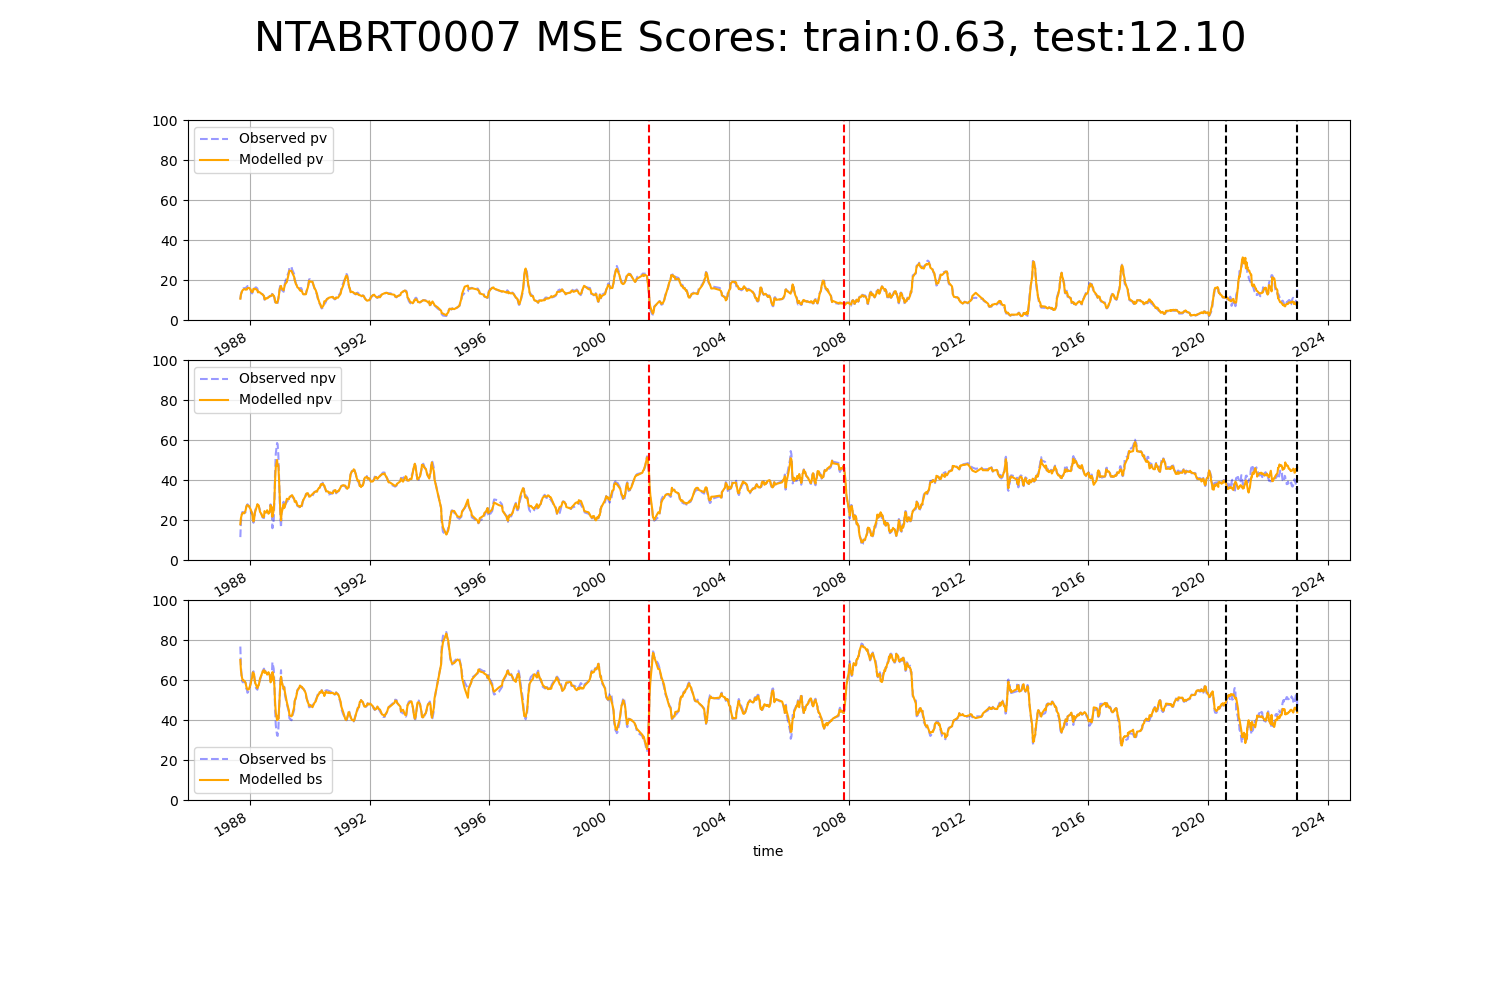 NTABRT0007 MSE Scores: train:0.63, test:12.10
100
80
60
40
20
0
Observed pv
Modelled pv
1988 1992 1996 2000 2004 2008 2012 2016 2020 2024
100
80
60
40
20
0
Observed npv
Modelled npv
1988 1992 1996 2000 2004 2008 2012 2016 2020 2024
100
80
60
40
20
0
Observed bs
Modelled bs
1988 1992 1996 2000 2004 2008 2012 2016 2020 2024
time